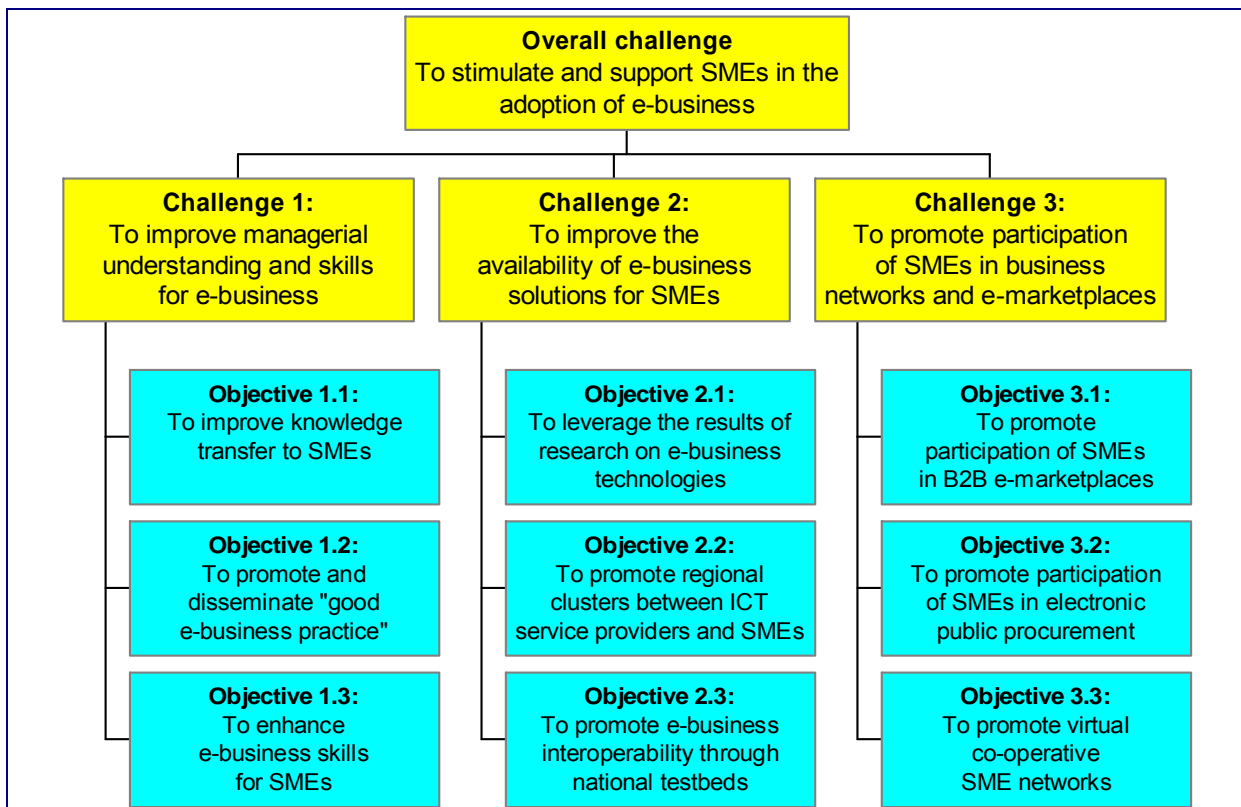 Overall challenge
To stimulate and support SMEs in the
adoption of e-business
Challenge 1:
To improve managerial
understanding and skills
for e-business
Challenge 2:
To improve the
availability of e-business
solutions for SMEs
Challenge 3:
To promote participation
of SMEs in business
networks and e-marketplaces
Objective 1.1:
To improve knowledge
transfer to SMEs
Objective 2.1:
To leverage the results of
research on e-business
technologies
Objective 3.1:
To promote
participation of SMEs
in B2B e-marketplaces
Objective 1.2:
To promote and
disseminate "good
e-business practice"
Objective 2.2:
To promote regional
clusters between ICT
service providers and SMEs
Objective 3.2:
To promote participation
of SMEs in electronic
public procurement
Objective 1.3:
To enhance
e-business skills
for SMEs
Objective 2.3:
To promote e-business
interoperability through
national testbeds
Objective 3.3:
To promote virtual
co-operative
SME networks